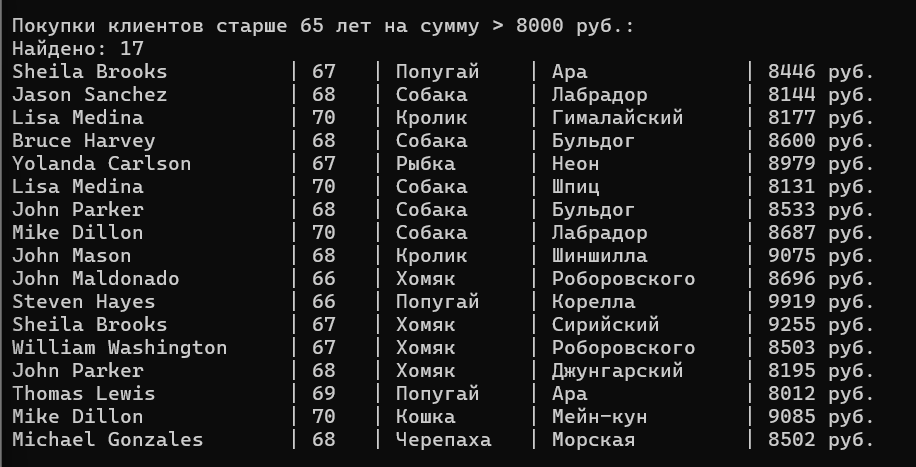 Покупки клиентов старше 65 лет на сумму > 8000 руб.:
Найдено: 17
Sheila Brooks | 67 | Попугай | Ара | 8446 руб.
Jason Sanchez | 68 | Собака | Лабрадор | 8144 руб.
Lisa Medina | 70 | Кролик | Гималайский | 8177 руб.
Bruce Harvey | 68 | Собака | Бульдог | 8600 руб.
Yolanda Carlson | 67 | Рыбка | Неон | 8979 руб.
Lisa Medina | 70 | Собака | Шпиц | 8131 руб.
John Parker | 68 | Собака | Бульдог | 8533 руб.
Mike Dillon | 70 | Собака | Лабрадор | 8687 руб.
John Mason | 68 | Кролик | Шиншилла | 9075 руб.
John Maldonado | 66 | Хомяк | Роборовского | 8696 руб.
Steven Hayes | 66 | Попугай | Корелла | 9919 руб.
Sheila Brooks | 67 | Хомяк | Сирийский | 9255 руб.
William Washington | 67 | Хомяк | Роборовского | 8503 руб.
John Parker | 68 | Хомяк | Джунгарский | 8195 руб.
Thomas Lewis | 69 | Попугай | Ара | 8012 руб.
Mike Dillon | 70 | Кошка | Мейн-кун | 9085 руб.
Michael Gonzales | 68 | Черепаха | Морская | 8502 руб.